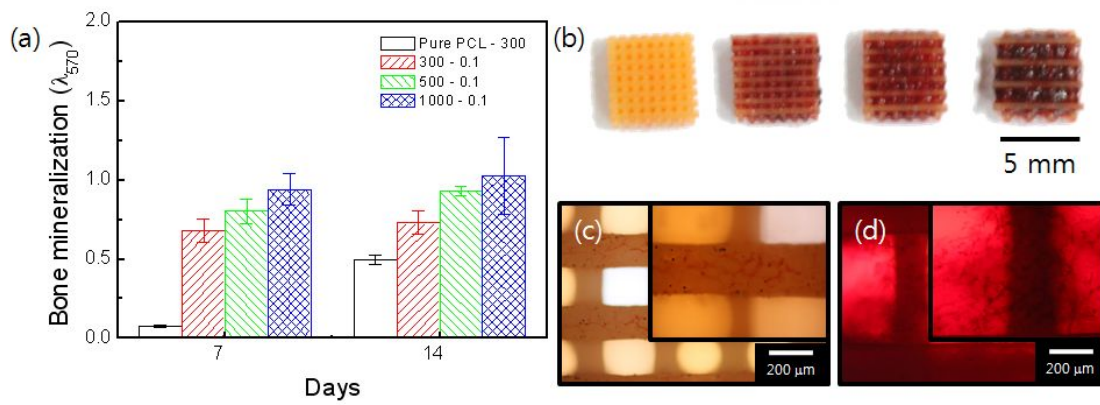 (a)
2.0
1.5
1.0
0.5
0.0
Bone mineralization (λ570)
Pure PCL - 300
300 - 0.1
500 - 0.1
1000 - 0.1
7
14
Days
(b)
5 mm
(c)
200 μm
(d)
200 μm